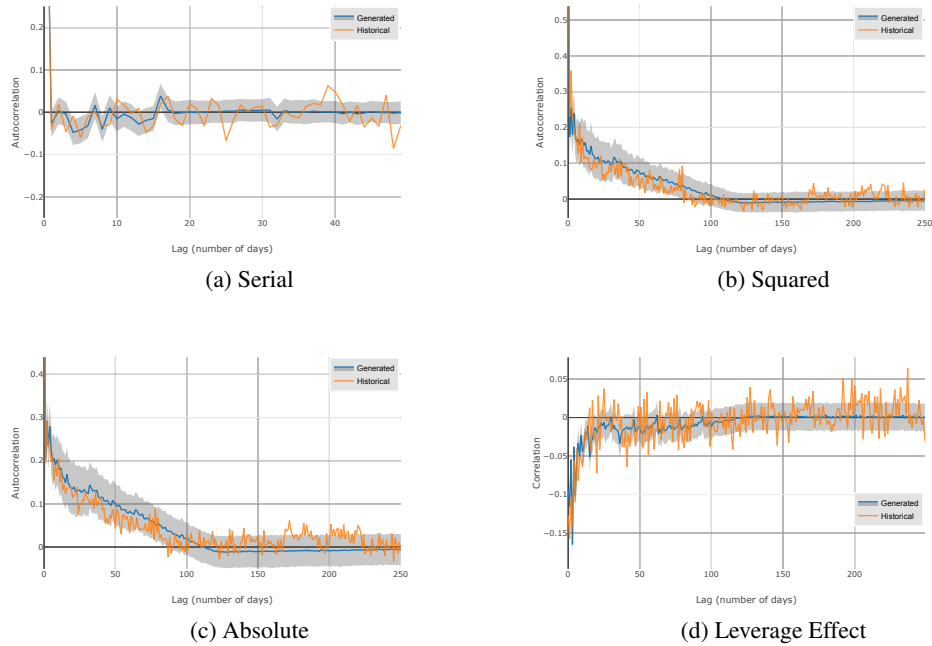 0.2
0.1
0
−0.1
−0.2
0
10
20
30
40
Autocorrelation
Lag (number of days)
Generated
Historical
(a) Serial
0.5
0.4
0.3
0.2
0.1
0
0
50
100
150
200
250
Autocorrelation
Lag (number of days)
Generated
Historical
(b) Squared
0.4
0.3
0.2
0.1
0
0
50
100
150
200
250
Autocorrelation
Lag (number of days)
Generated
Historical
(c) Absolute
0.05
0
−0.05
−0.1
−0.15
0
50
100
150
200
Correlation
Lag (number of days)
Generated
Historical
(d) Leverage Effect